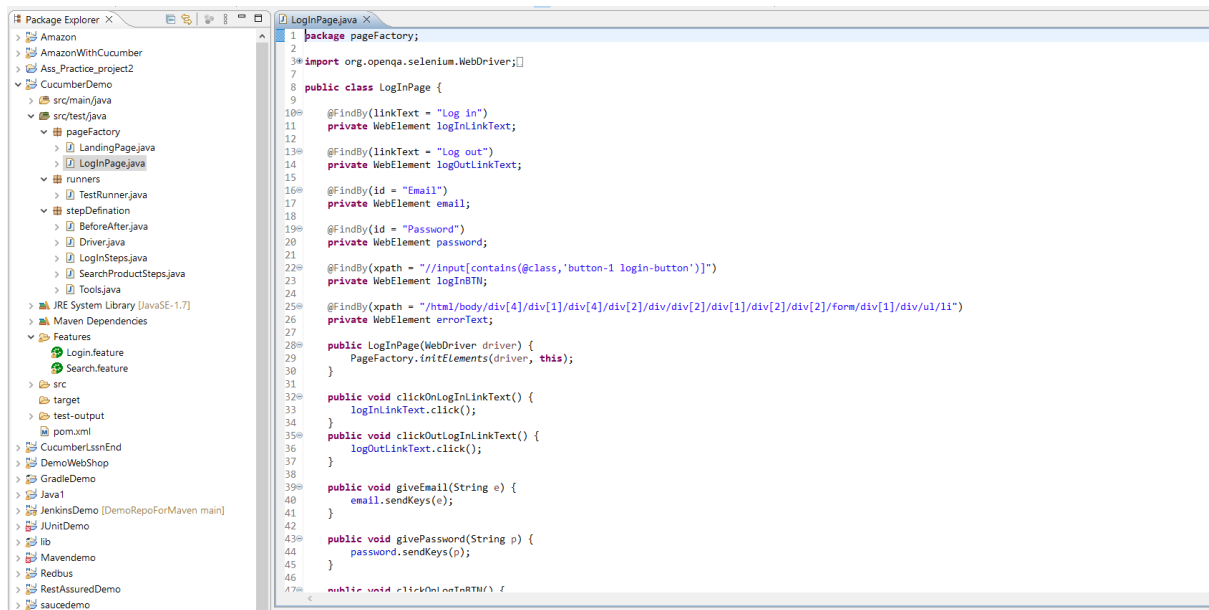 Package Explorer
Amazon
AmazonWithCucumber
Ass_Practice_project2
CucumberDemo
src/main/java
src/test/java
pageFactory
LandingPage.java
LogInPage.java
runners
TestRunner.java
stepDefination
BeforeAfter.java
Driver.java
LogInSteps.java
SearchProductSteps.java
Tools.java
JRE System Library [JavaSE-1.7]
Maven Dependencies
Features
Login.feature
Search.feature
src
target
test-output
pom.xml
CucumberLssnEnd
DemoWebShop
GradleDemo
Java1
JenkinsDemo [DemoRepoForMaven main]
JUnitDemo
lib
Mavendemo
Redbus
RestAssuredDemo
saucedemo
LogInPage.java
1 package pageFactory;
2
3 import org.openqa.selenium.WebDriver;
7
8 public class LogInPage {
9
10 @FindBy(linkText = "Log in")
11 private WebElement logInLinkText;
12
13 @FindBy(linkText = "Log out")
14 private WebElement logOutLinkText;
15
16 @FindBy(id = "Email")
17 private WebElement email;
18
19 @FindBy(id = "Password")
20 private WebElement password;
21
22 @FindBy(xpath = "//input[contains(@class,'button-1 login-button')]")
23 private WebElement logInBTN;
24
25 @FindBy(xpath = "/html/body/div[4]/div[1]/div[4]/div[2]/div/div[2]/div[1]/div[2]/div[2]/form/div[1]/div/ul/li")
26 private WebElement errorText;
27
28 public LogInPage(WebDriver driver) {
29 PageFactory.initElements(driver, this);
30 }
31
32 public void clickOnLogInLinkText() {
33 logInLinkText.click();
34 }
35 public void clickOutLogInLinkText() {
36 logOutLinkText.click();
37 }
38
39 public void giveEmail(String e) {
40 email.sendKeys(e);
41 }
42
43 public void givePassword(String p) {
44 password.sendKeys(p);
45 }
46
47 public void clickOnLogInBTN() {